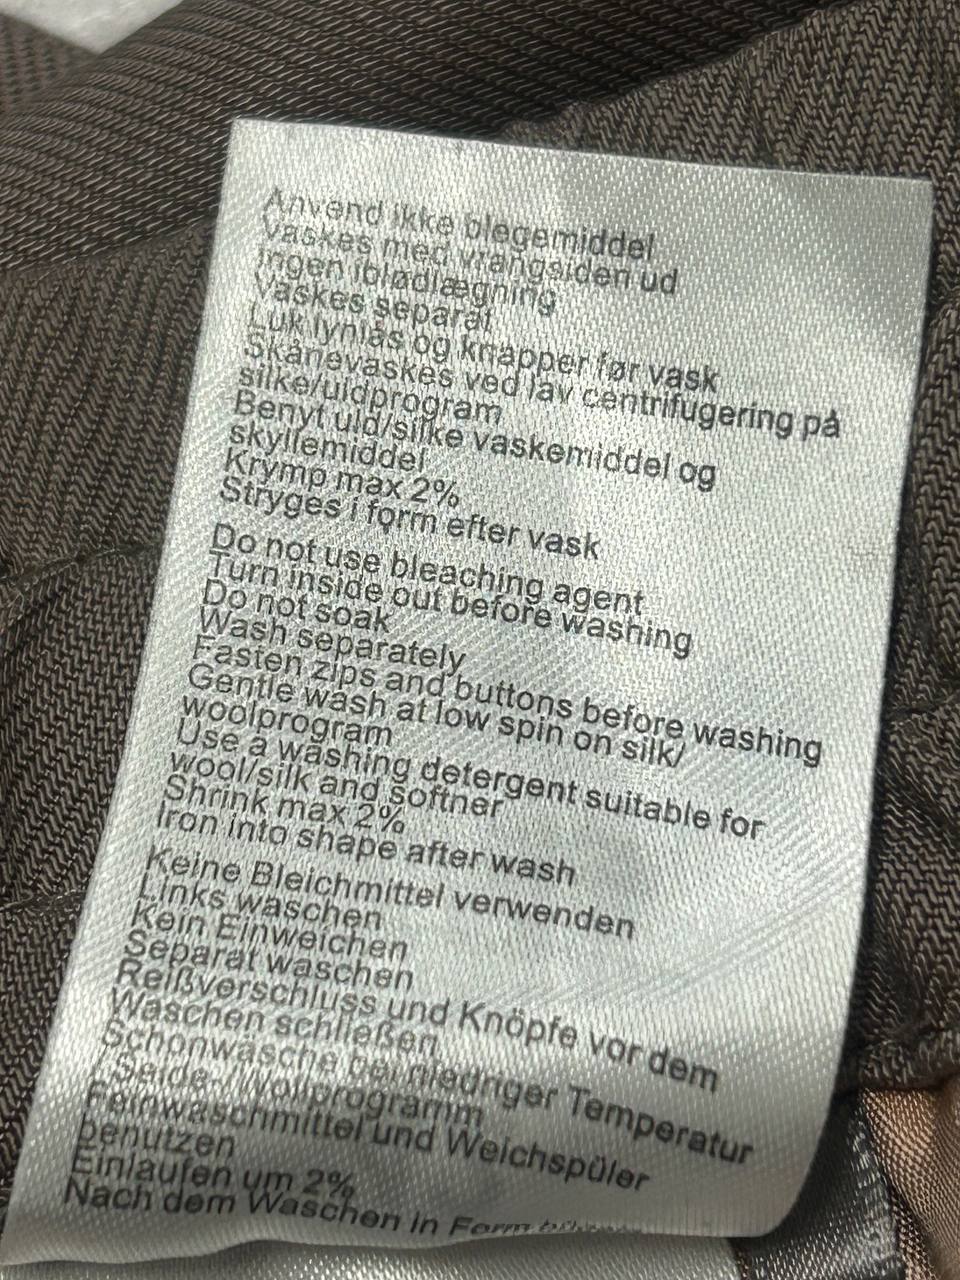 Anvend ikke blegemiddel
Vaskes med vrangsiden ud
Ingen iblødlægning
Vaskes separat
Luk lynlås og knapper før vask
Skånevaskes ved lav centrifugering på
silke/uldprogram
Benyt uld/silke vaskemiddel og
skyllemiddel
Krymp max 2%
Stryges i form efter vask
Do not use bleaching agent
Turn inside out before washing
Do not soak
Wash separately
Fasten zips and buttons before washing
Gentle wash at low spin on silk/
woolprogram
Use a washing detergent suitable for
wool/silk and softner
Shrink max 2%
Iron into shape after wash
Keine Bleichmittel verwenden
Links waschen
Kein Einweichen
Separat waschen
Reißverschluss und Knöpfe vor dem
Waschen schließen
Schonwäsche bei niedriger Temperatur
/ Seide-/Wollprogramm
Feinwaschmittel und Weichspüler
benutzen
Einlaufen um 2%
Nach dem Waschen in Form